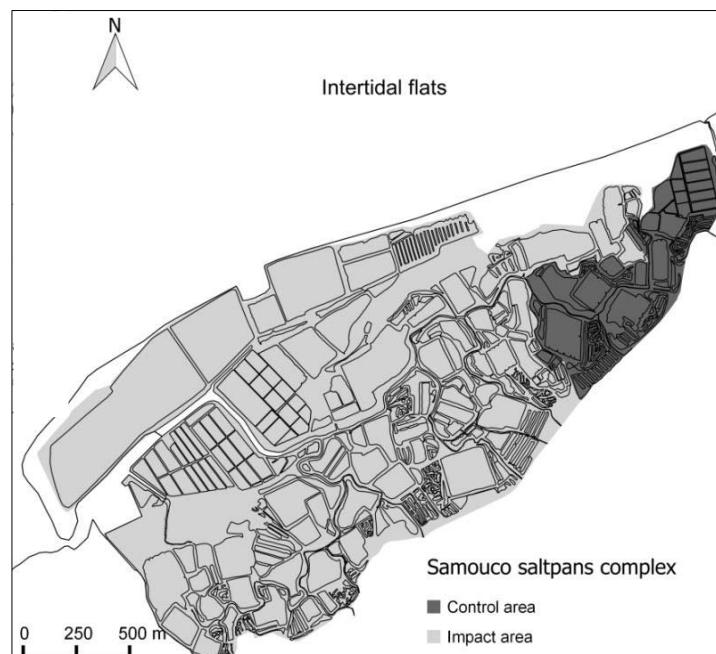 N
Intertidal flats
Samouco saltpans complex
Control area
Impact area
0 250 500 m